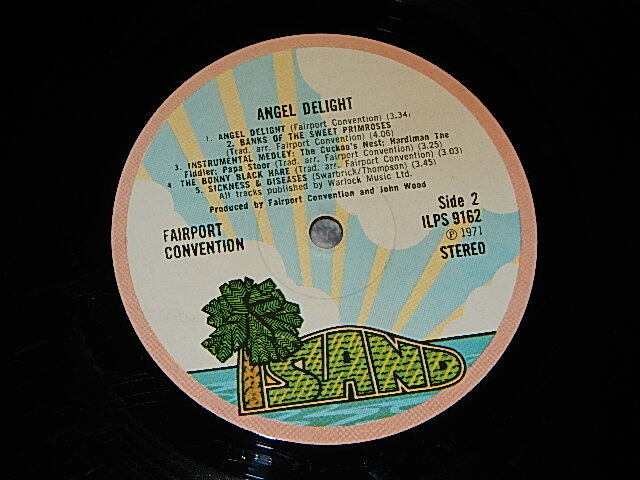 ANGEL DELIGHT
1. ANGEL DELIGHT (Fairport Convention) (3.34)
2. BANKS OF THE SWEET PRIMROSES
(Trad. arr. Fairport Convention) (4.06)
3. INSTRUMENTAL MEDLEY: The Cuckoo's Nest; Hardiman The
Fiddler; Papa Stoor (Trad. arr. Fairport Convention) (3.25)
4. THE BONNY BLACK HARE (Trad. arr. Fairport Convention) (3.03)
5. SICKNESS & DISEASES (Swarbrick/Thompson) (3.45)
All tracks published by Warlock Music Ltd.
Produced by Fairport Convention and John Wood
FAIRPORT
CONVENTION
Side 2
ILPS 9162
Ⓟ 1971
STEREO
ISLAND